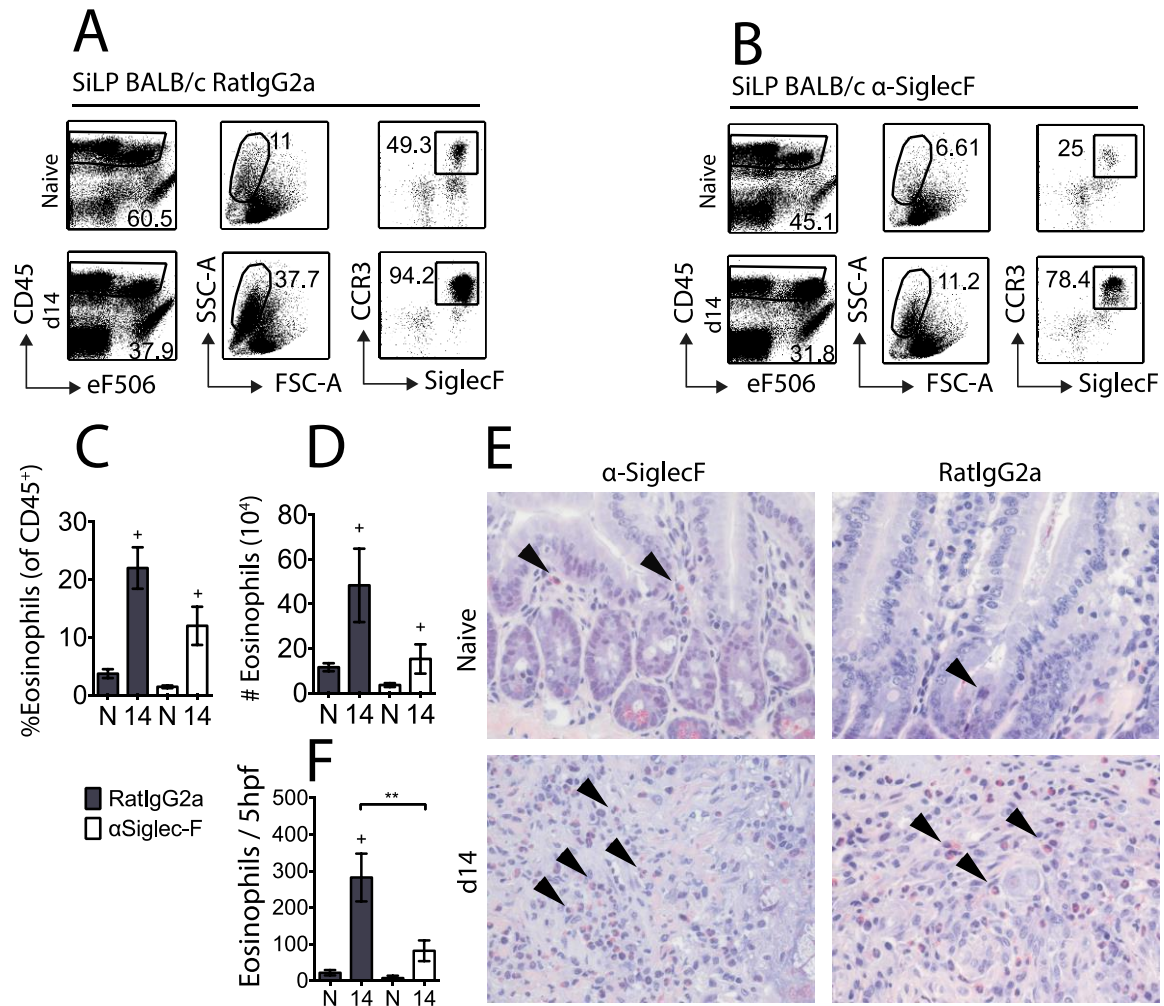 A
SiLP BALB/c RatIgG2a
Naive
60.5
11
49.3
CD45
d14
37.9
SSC-A
37.7
CCR3
94.2
eF506
FSC-A
SiglecF
B
SiLP BALB/c α-SiglecF
Naive
45.1
6.61
25
CD45
d14
31.8
SSC-A
11.2
CCR3
78.4
eF506
FSC-A
SiglecF
C
%Eosinophils (of CD45+)
30
20
10
0
+
+
N 14 N 14
D
# Eosinophils (10⁴)
80
60
40
20
0
+
+
N 14 N 14
RatIgG2a
αSiglec-F
F
Eosinophils / 5hpf
500
400
300
200
100
0
+
**
N 14 N 14
E
α-SiglecF
RatIgG2a
Naive
d14